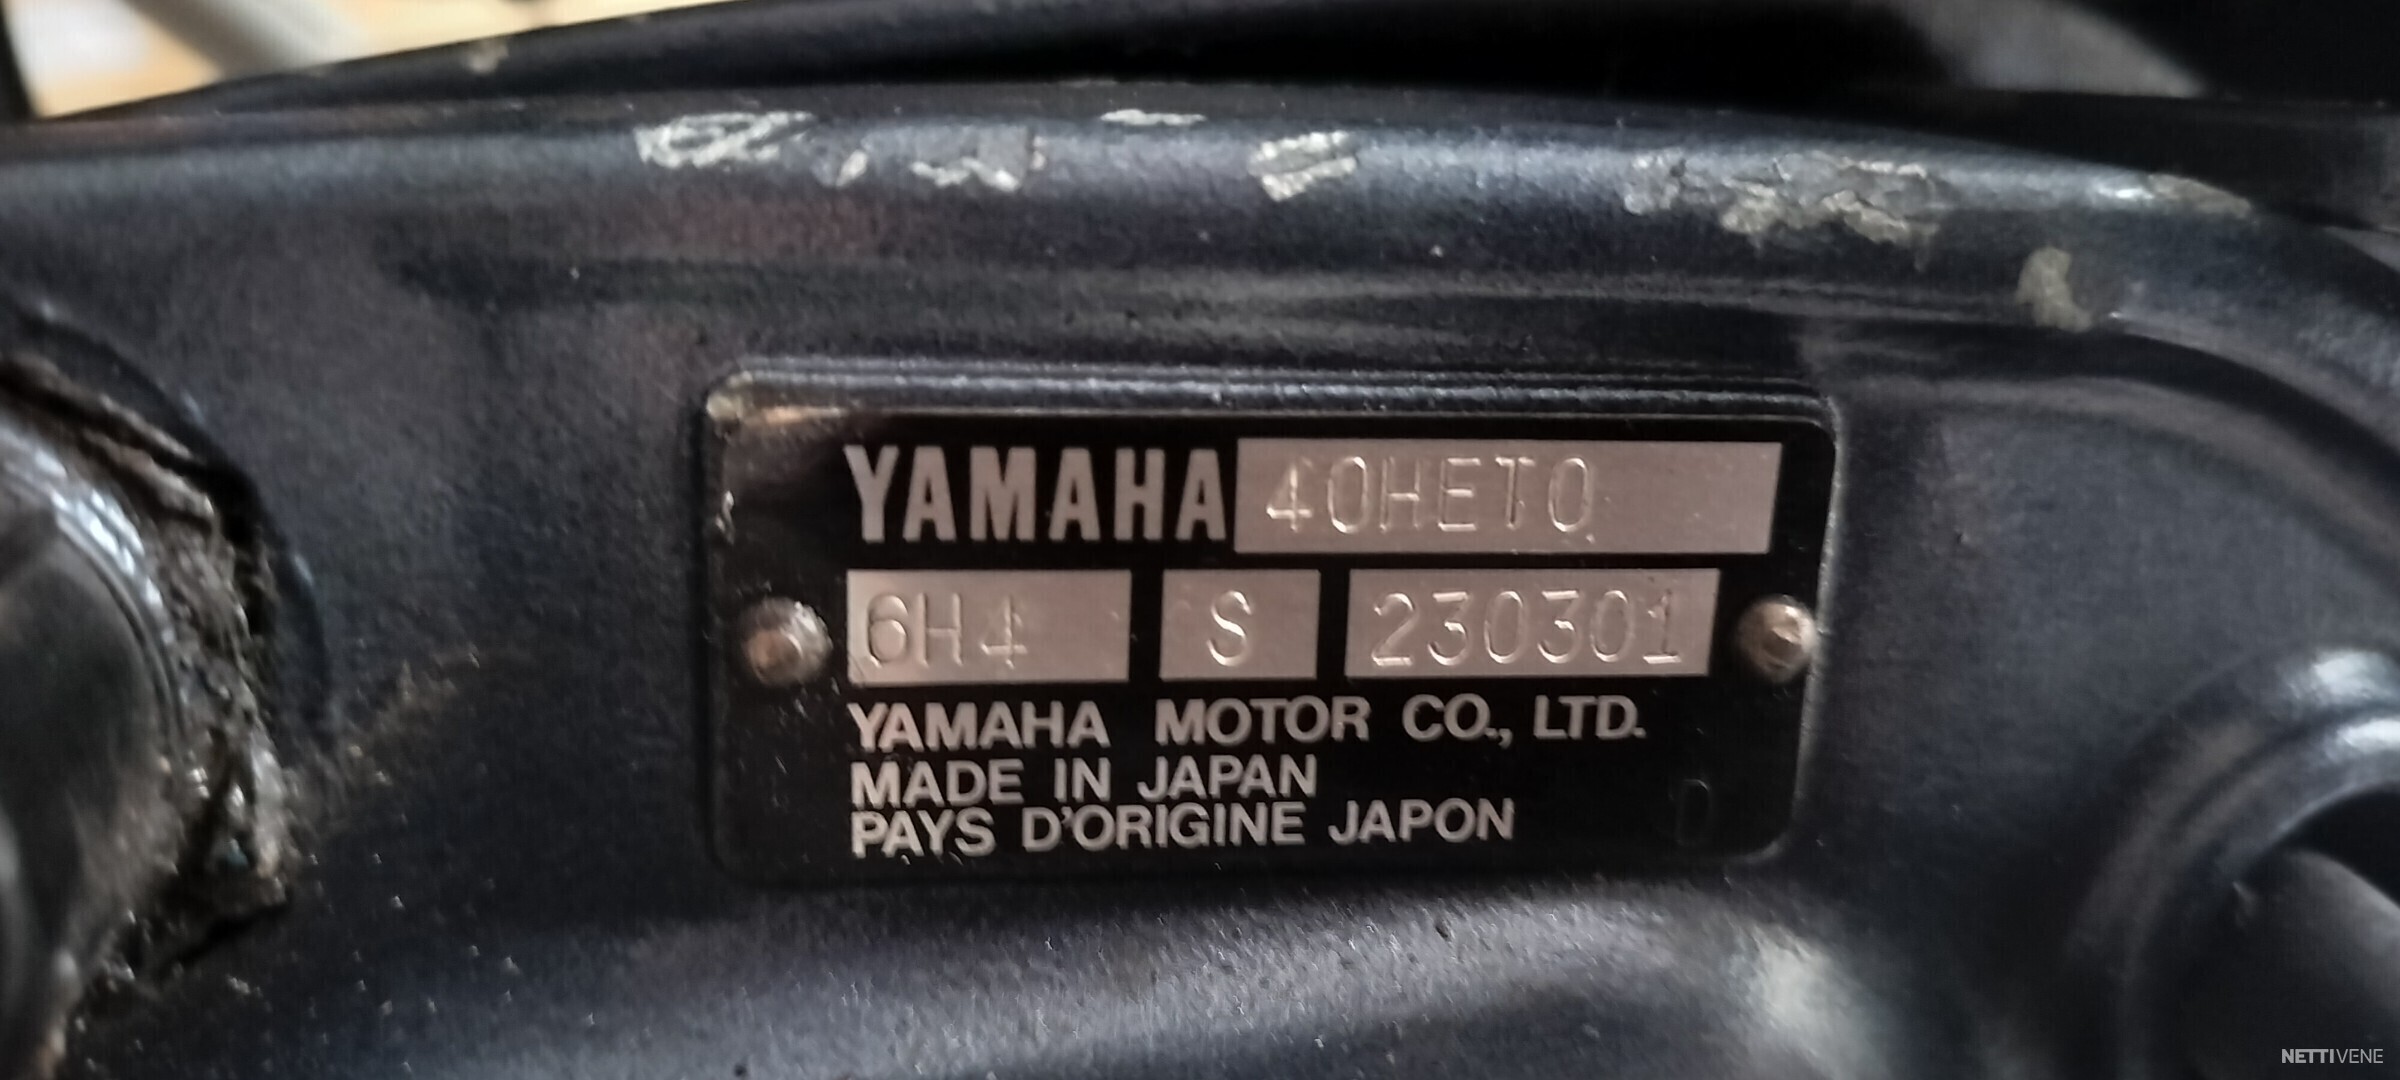 YAMAHA 40HETO
6H4 S 230301
YAMAHA MOTOR CO., LTD.
MADE IN JAPAN
PAYS D'ORIGINE JAPON
NETTIVENE